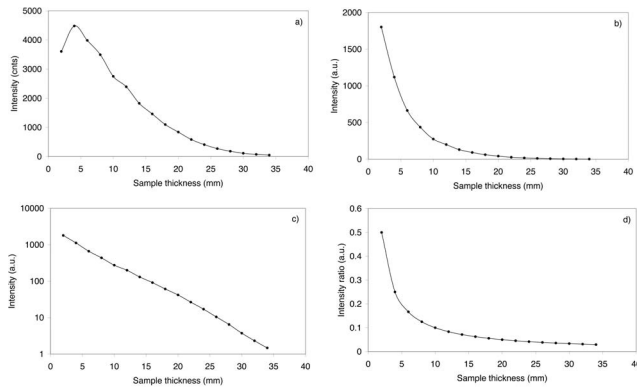 a)
Intensity (cnts)
5000
4000
3000
2000
1000
0
0 5 10 15 20 25 30 35 40
Sample thickness (mm)
b)
Intensity (a.u.)
2000
1500
1000
500
0
0 5 10 15 20 25 30 35 40
Sample thickness (mm)
c)
Intensity (a.u.)
10000
1000
100
10
1
0 5 10 15 20 25 30 35 40
Sample thickness (mm)
d)
Intensity ratio (a.u.)
0.6
0.5
0.4
0.3
0.2
0.1
0
0 5 10 15 20 25 30 35 40
Sample thickness (mm)